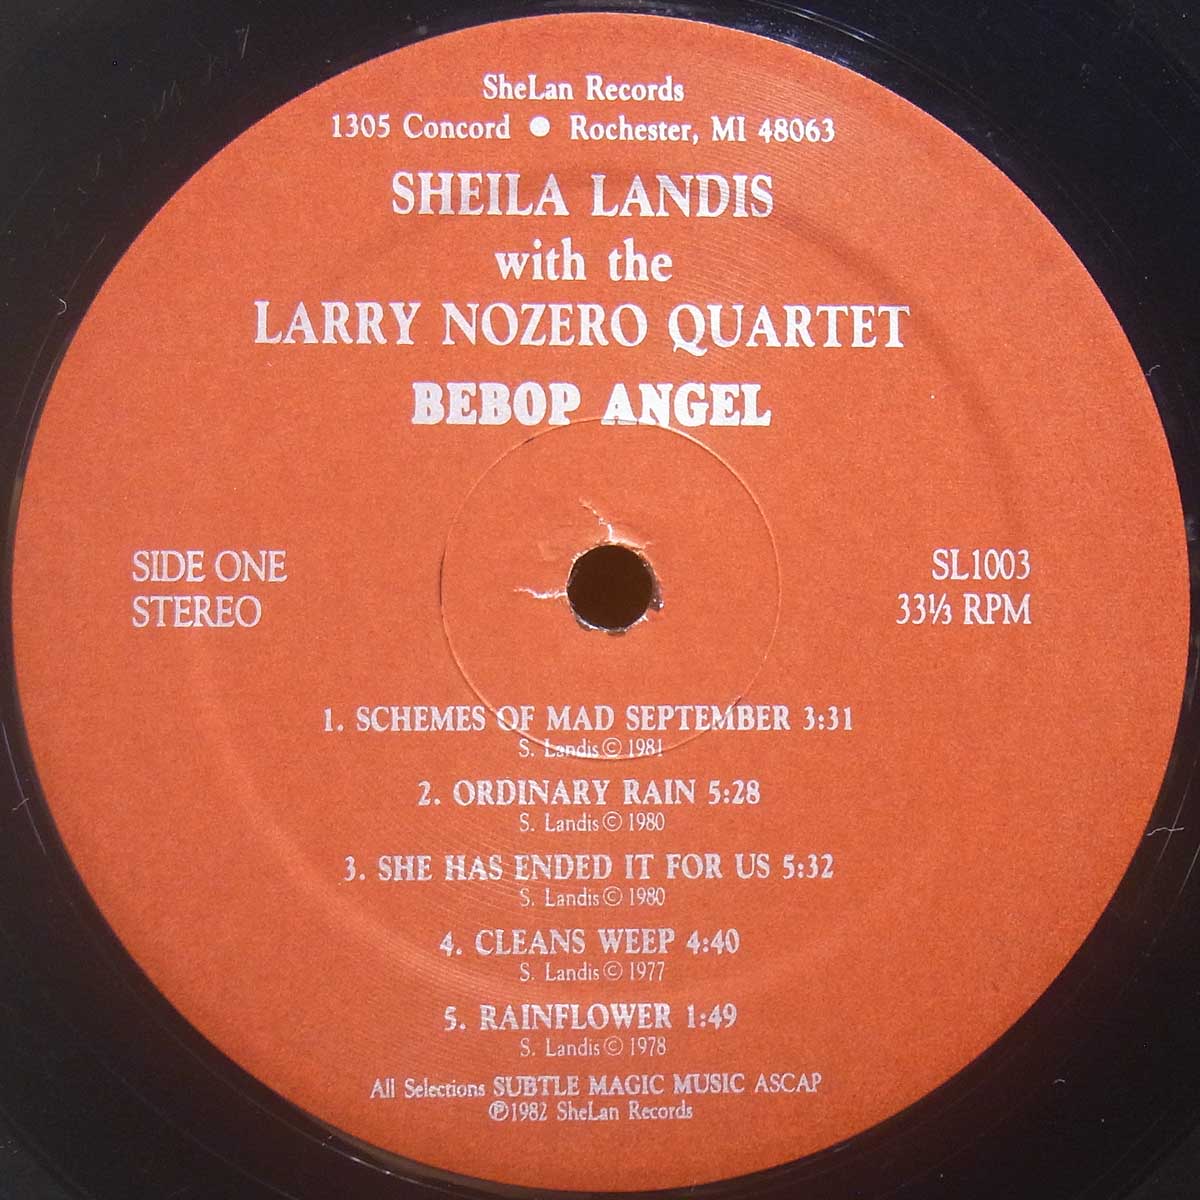 SheLan Records
1305 Concord ● Rochester, MI 48063
SHEILA LANDIS
with the
LARRY NOZERO QUARTET
BEBOP ANGEL
SIDE ONE
STEREO
SL1003
33⅓ RPM
1. SCHEMES OF MAD SEPTEMBER 3:31
S. Landis © 1981
2. ORDINARY RAIN 5:28
S. Landis © 1980
3. SHE HAS ENDED IT FOR US 5:32
S. Landis © 1980
4. CLEANS WEEP 4:40
S. Landis © 1977
5. RAINFLOWER 1:49
S. Landis © 1978
All Selections SUBTLE MAGIC MUSIC ASCAP
℗1982 SheLan Records